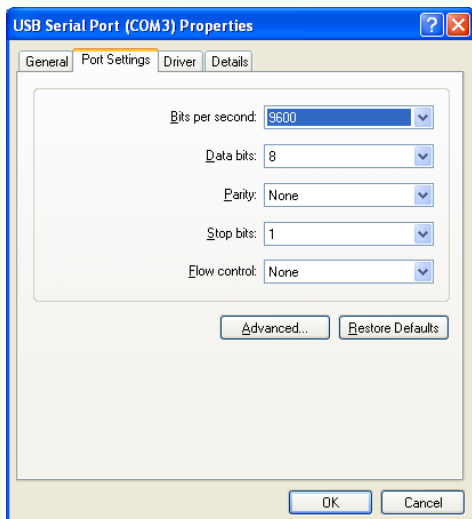 USB Serial Port (COM3) Properties
General Port Settings Driver Details
Bits per second: 9600
Data bits: 8
Parity: None
Stop bits: 1
Flow control: None
Advanced... Restore Defaults
OK Cancel